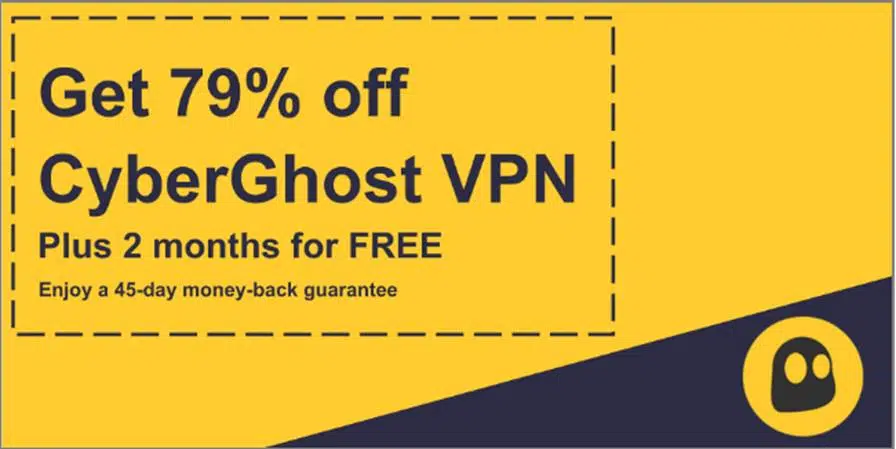 Get 79% off
CyberGhost VPN
Plus 2 months for FREE
Enjoy a 45-day money-back guarantee